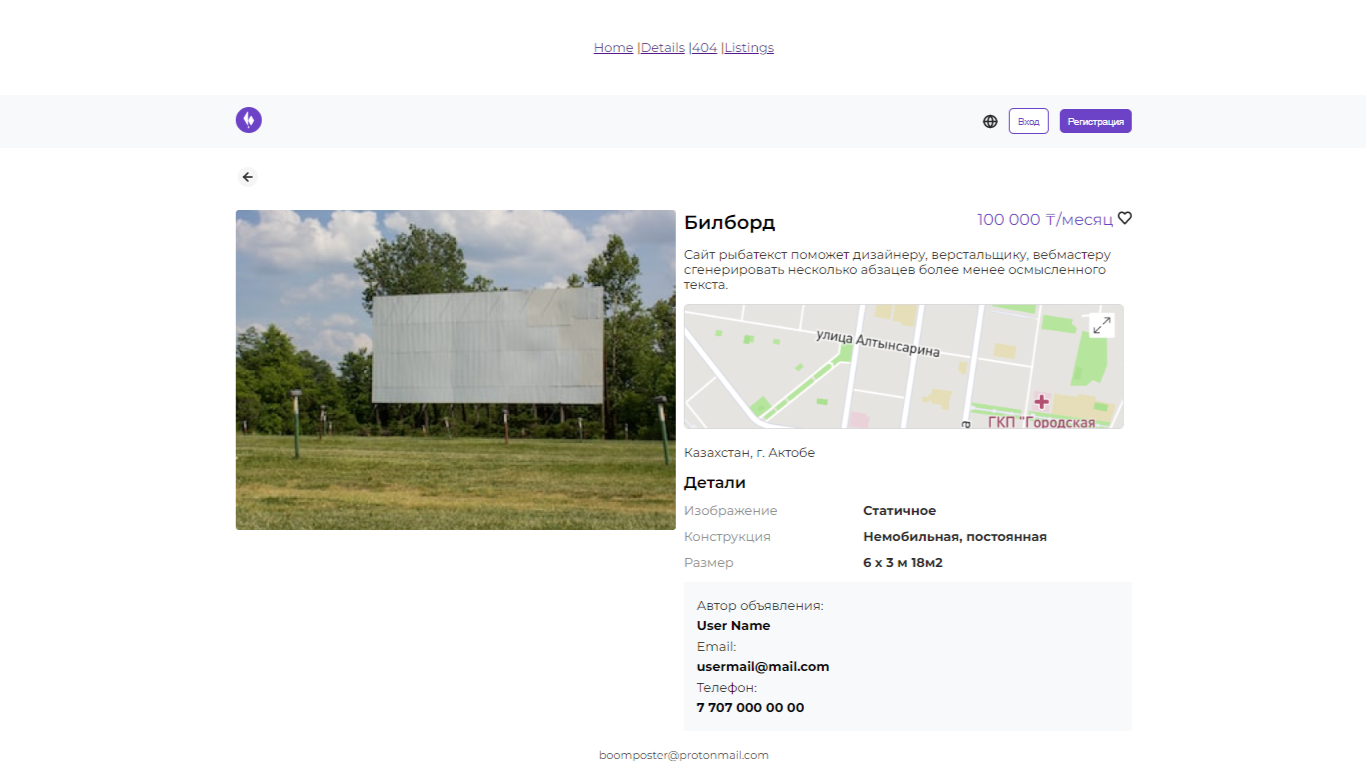 Home |Details |404 |Listings
Вход
Регистрация
Билборд
100 000 ₸/месяц
Сайт рыбатекст поможет дизайнеру, верстальщику, вебмастеру
сгенерировать несколько абзацев более менее осмысленного
текста.
улица Алтынсарина
а
ГКП "Городская
Казахстан, г. Актобе
Детали
Изображение Статичное
Конструкция Немобильная, постоянная
Размер 6 x 3 м 18м2
Автор объявления:
User Name
Email:
usermail@mail.com
Телефон:
7 707 000 00 00
boomposter@protonmail.com